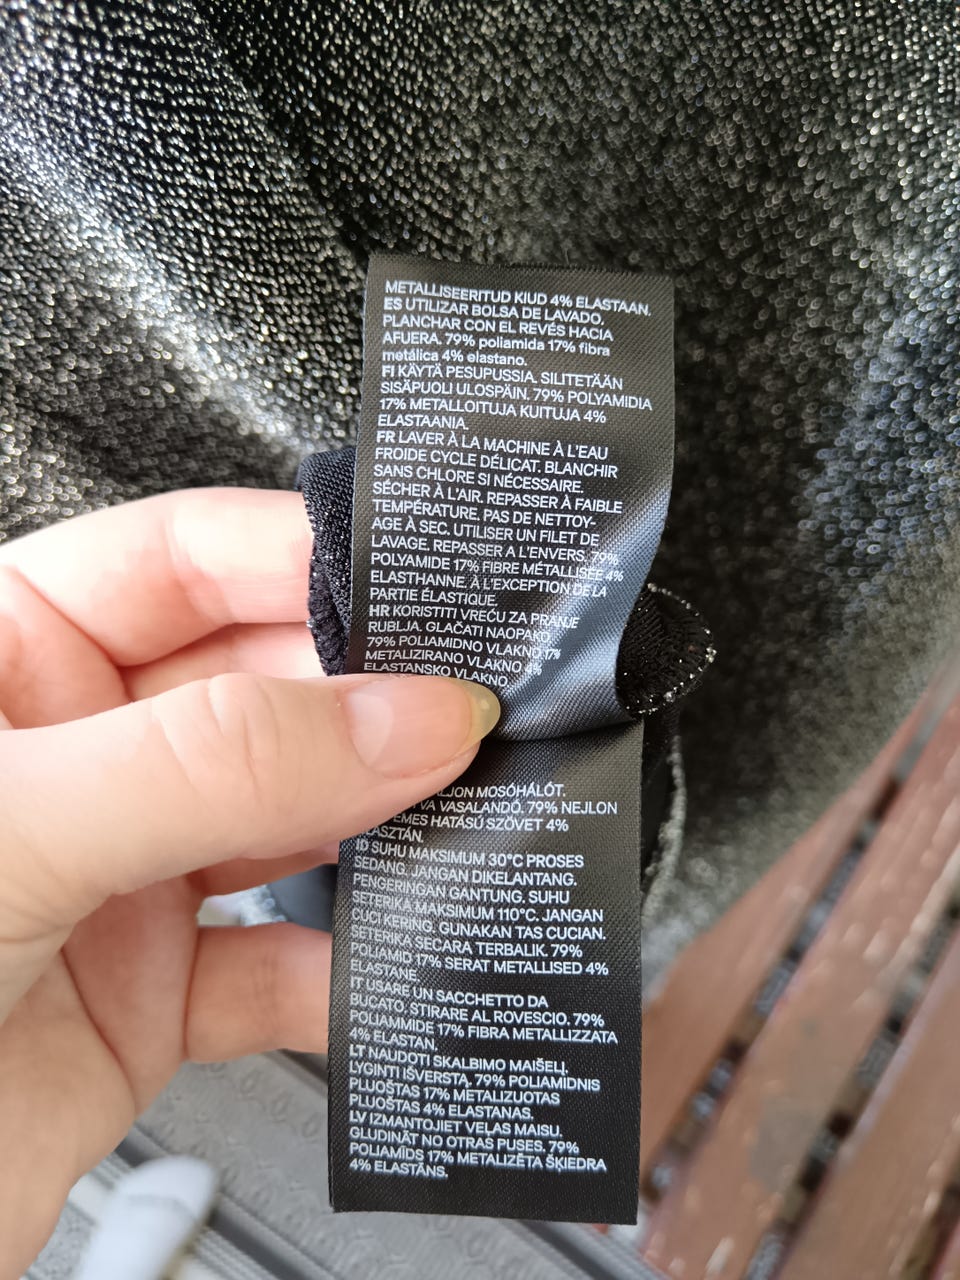 METALLISEERITUD KIUD 4% ELASTAAN.
ES UTILIZAR BOLSA DE LAVADO.
PLANCHAR CON EL REVÉS HACIA
AFUERA. 79% poliamida 17% fibra
metálica 4% elastano.
FI KÄYTÄ PESUPUSSIA. SILITETÄÄN
SISÄPUOLI ULOSPÄIN. 79% POLYAMIDIA
17% METALLOITUJA KUITUJA 4%
ELASTAANIA.
FR LAVER À LA MACHINE À L'EAU
FROIDE CYCLE DÉLICAT. BLANCHIR
SANS CHLORE SI NÉCESSAIRE.
SÉCHER À L'AIR. REPASSER À FAIBLE
TEMPÉRATURE. PAS DE NETTOY-
AGE À SEC. UTILISER UN FILET DE
LAVAGE. REPASSER A L'ENVERS. 79%
POLYAMIDE 17% FIBRE MÉTALLISÉE 4%
ELASTHANNE. À L'EXCEPTION DE LA
PARTIE ÉLASTIQUE.
HR KORISTITI VREĆU ZA PRANJE
RUBLJA. GLAČATI NAOPAKO.
79% POLIAMIDNO VLAKNO 17%
METALIZIRANO VLAKNO 4%
ELASTANSKO VLAKNO.
MOSÓHÁLÓT.
VA VASALANDÓ. 79% NEJLON
HATÁSÚ SZÖVET 4%
ID SUHU MAKSIMUM 30°C PROSES
SEDANG. JANGAN DIKELANTANG.
PENGERINGAN GANTUNG. SUHU
SETERIKA MAKSIMUM 110°C. JANGAN
CUCI KERING. GUNAKAN TAS CUCIAN.
SETERIKA SECARA TERBALIK. 79%
POLIAMID 17% SERAT METALLISED 4%
ELASTANE.
IT USARE UN SACCHETTO DA
BUCATO. STIRARE AL ROVESCIO. 79%
POLIAMMIDE 17% FIBRA METALLIZZATA
4% ELASTAN.
LT NAUDOTI SKALBIMO MAIŠELĮ.
LYGINTI IŠVERSTĄ. 79% POLIAMIDNIS
PLUOŠTAS 17% METALIZUOTAS
PLUOŠTAS 4% ELASTANAS.
LV IZMANTOJIET VEĻAS MAISU.
GLUDINĀT NO OTRAS PUSES. 79%
POLIAMĪDS 17% METALIZĒTA ŠĶIEDRA
4% ELASTĀNS.